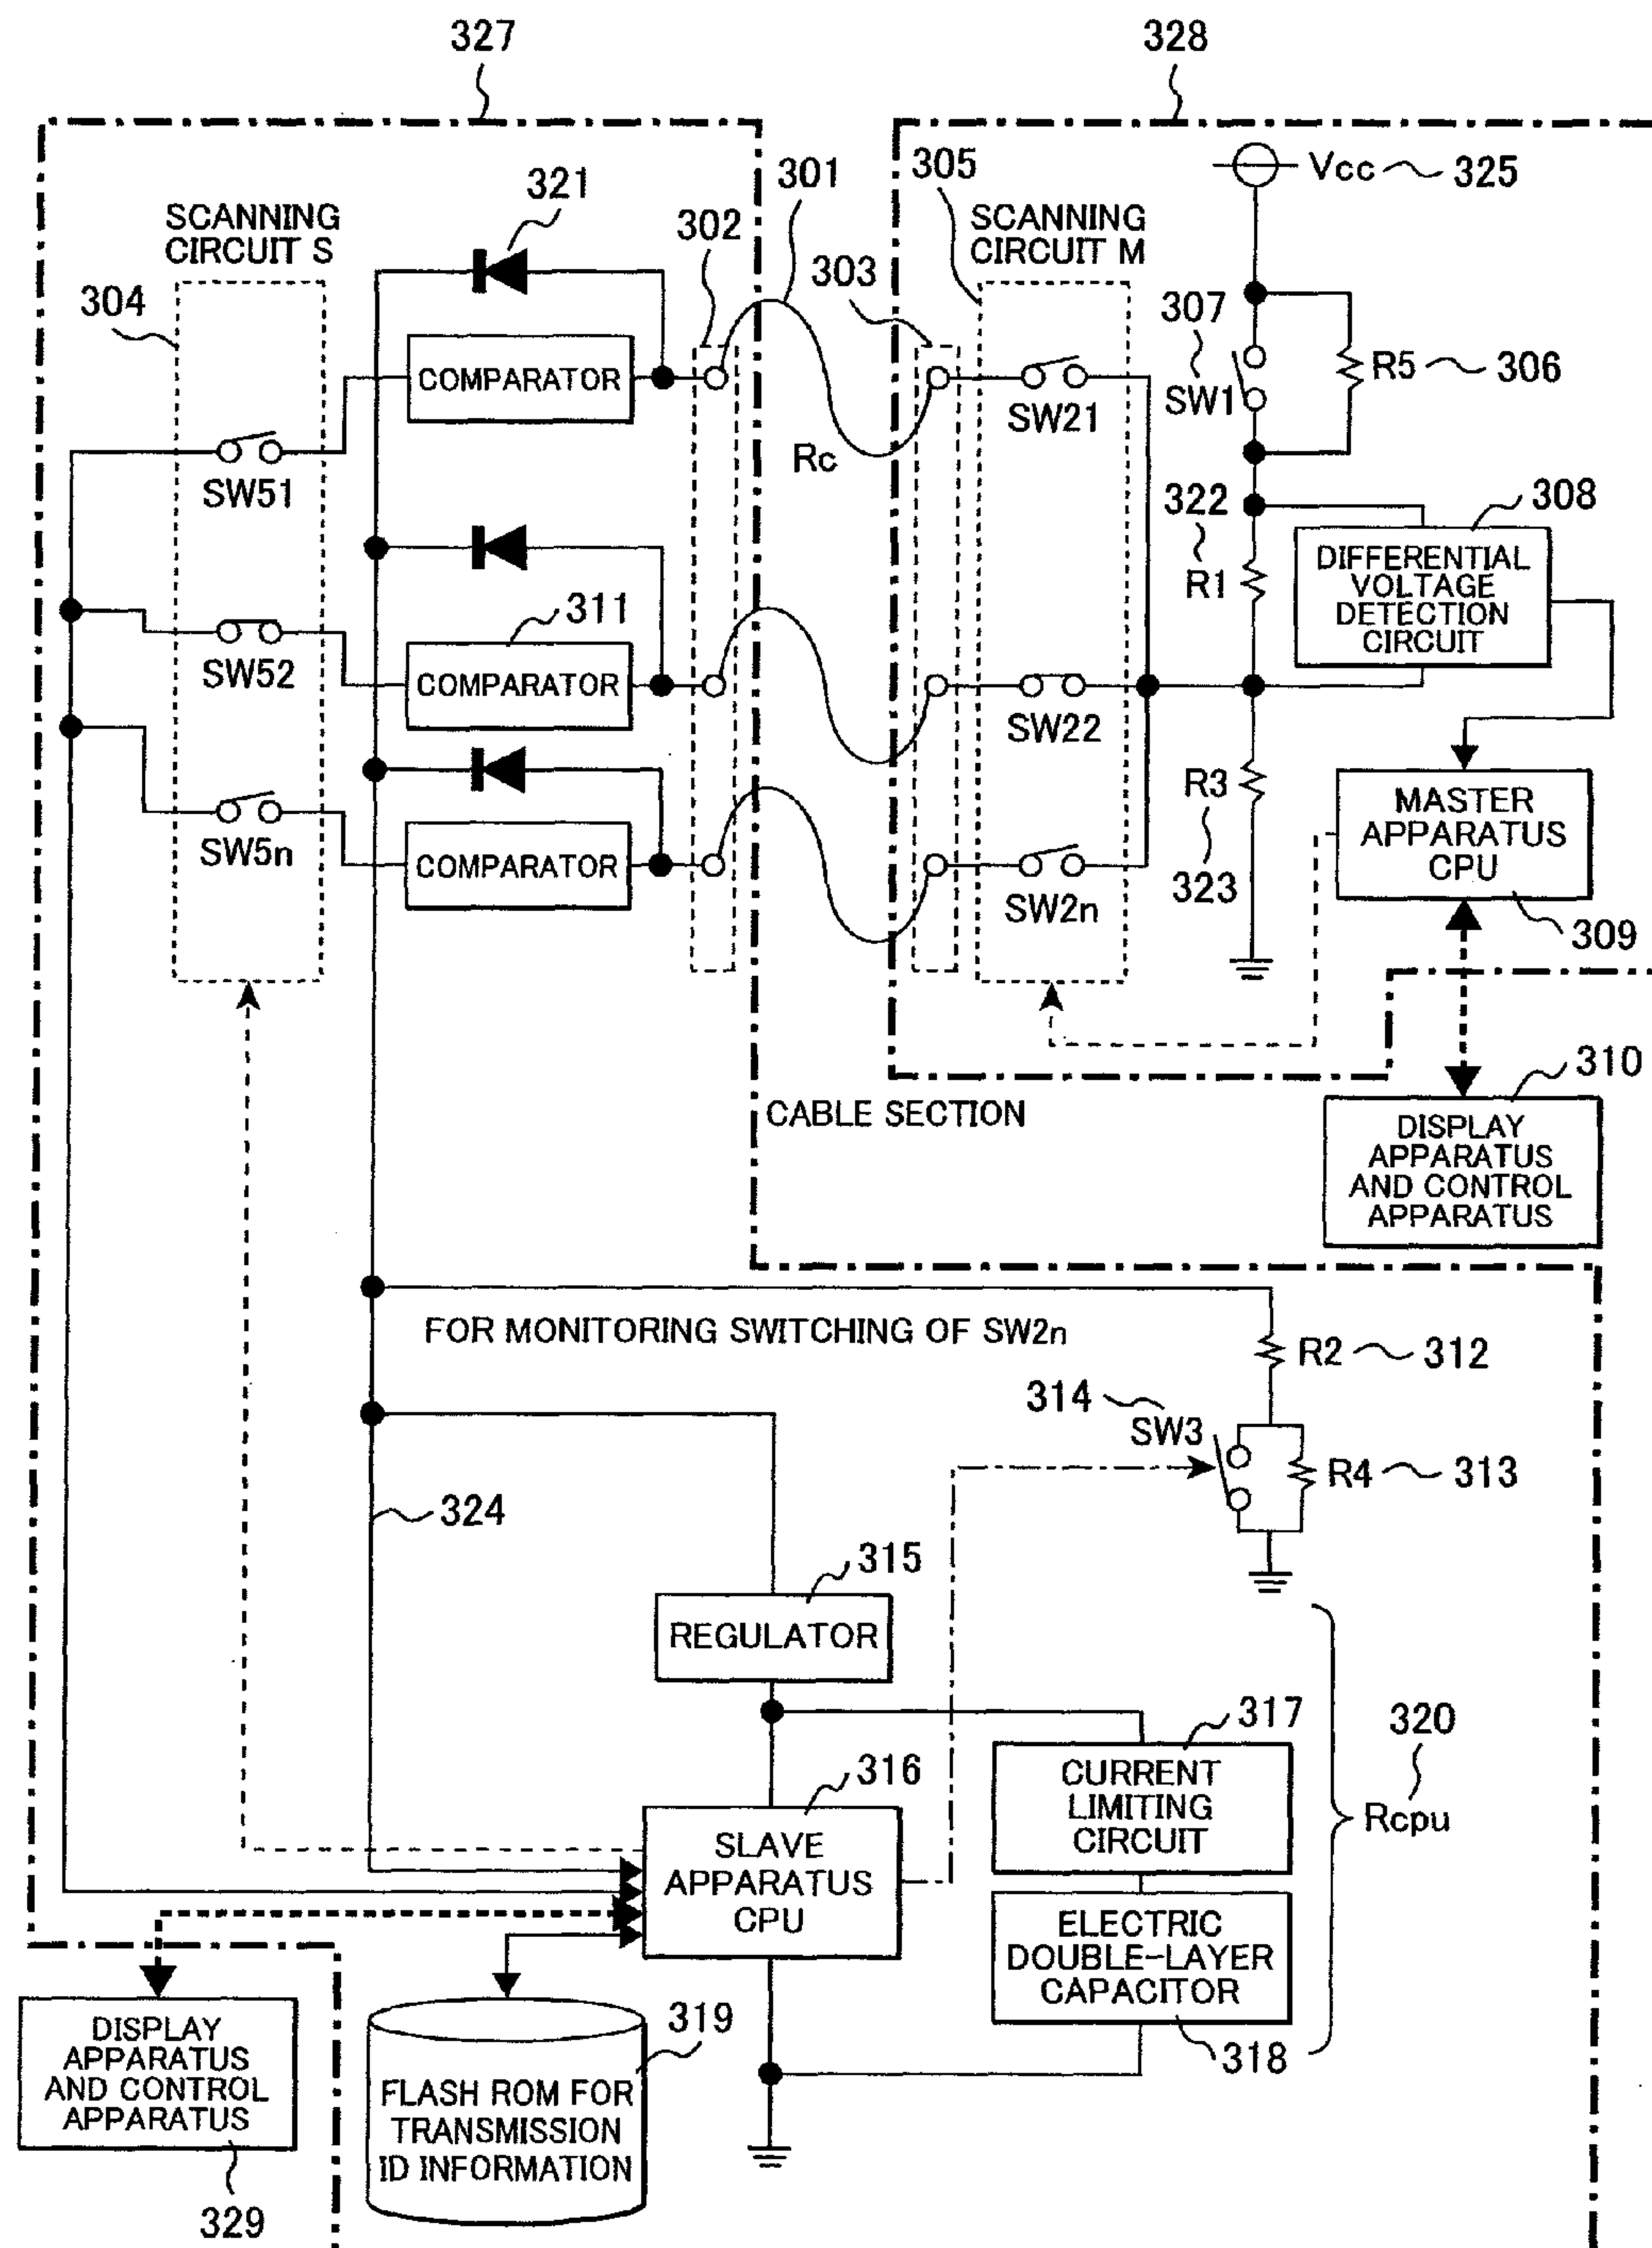 327
328
321
301
305
Vcc
325
SCANNING
CIRCUIT S
302
SCANNING
CIRCUIT M
304
303
307
COMPARATOR
SW21
SW1
R5
306
Rc
SW51
322
308
R1
DIFFERENTIAL
VOLTAGE
DETECTION
CIRCUIT
311
SW52
COMPARATOR
SW22
R3
MASTER
APPARATUS
CPU
SW5n
COMPARATOR
323
SW2n
309
310
CABLE SECTION
DISPLAY
APPARATUS
AND CONTROL
APPARATUS
FOR MONITORING SWITCHING OF SW2n
R2
312
314
SW3
R4
313
324
315
REGULATOR
317
320
316
CURRENT
LIMITING
CIRCUIT
Rcpu
SLAVE
APPARATUS
CPU
ELECTRIC
DOUBLE-LAYER
CAPACITOR
319
318
DISPLAY
APPARATUS
AND CONTROL
APPARATUS
FLASH ROM FOR
TRANSMISSION
ID INFORMATION
329